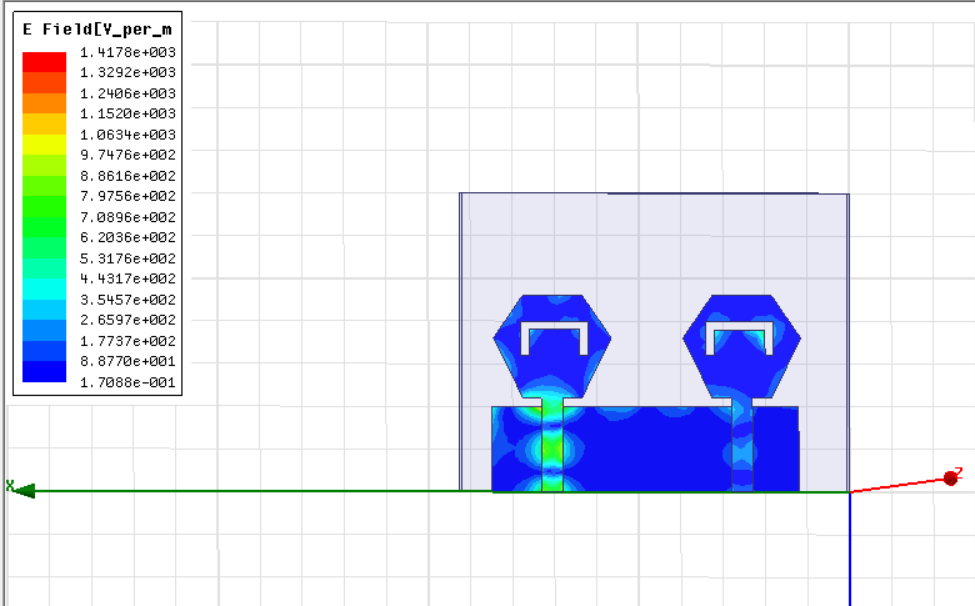 E Field[V_per_m
1.4178e+003
1.3292e+003
1.2406e+003
1.1520e+003
1.0634e+003
9.7476e+002
8.8616e+002
7.9756e+002
7.0896e+002
6.2036e+002
5.3176e+002
4.4317e+002
3.5457e+002
2.6597e+002
1.7737e+002
8.8770e+001
1.7088e-001
Z
X